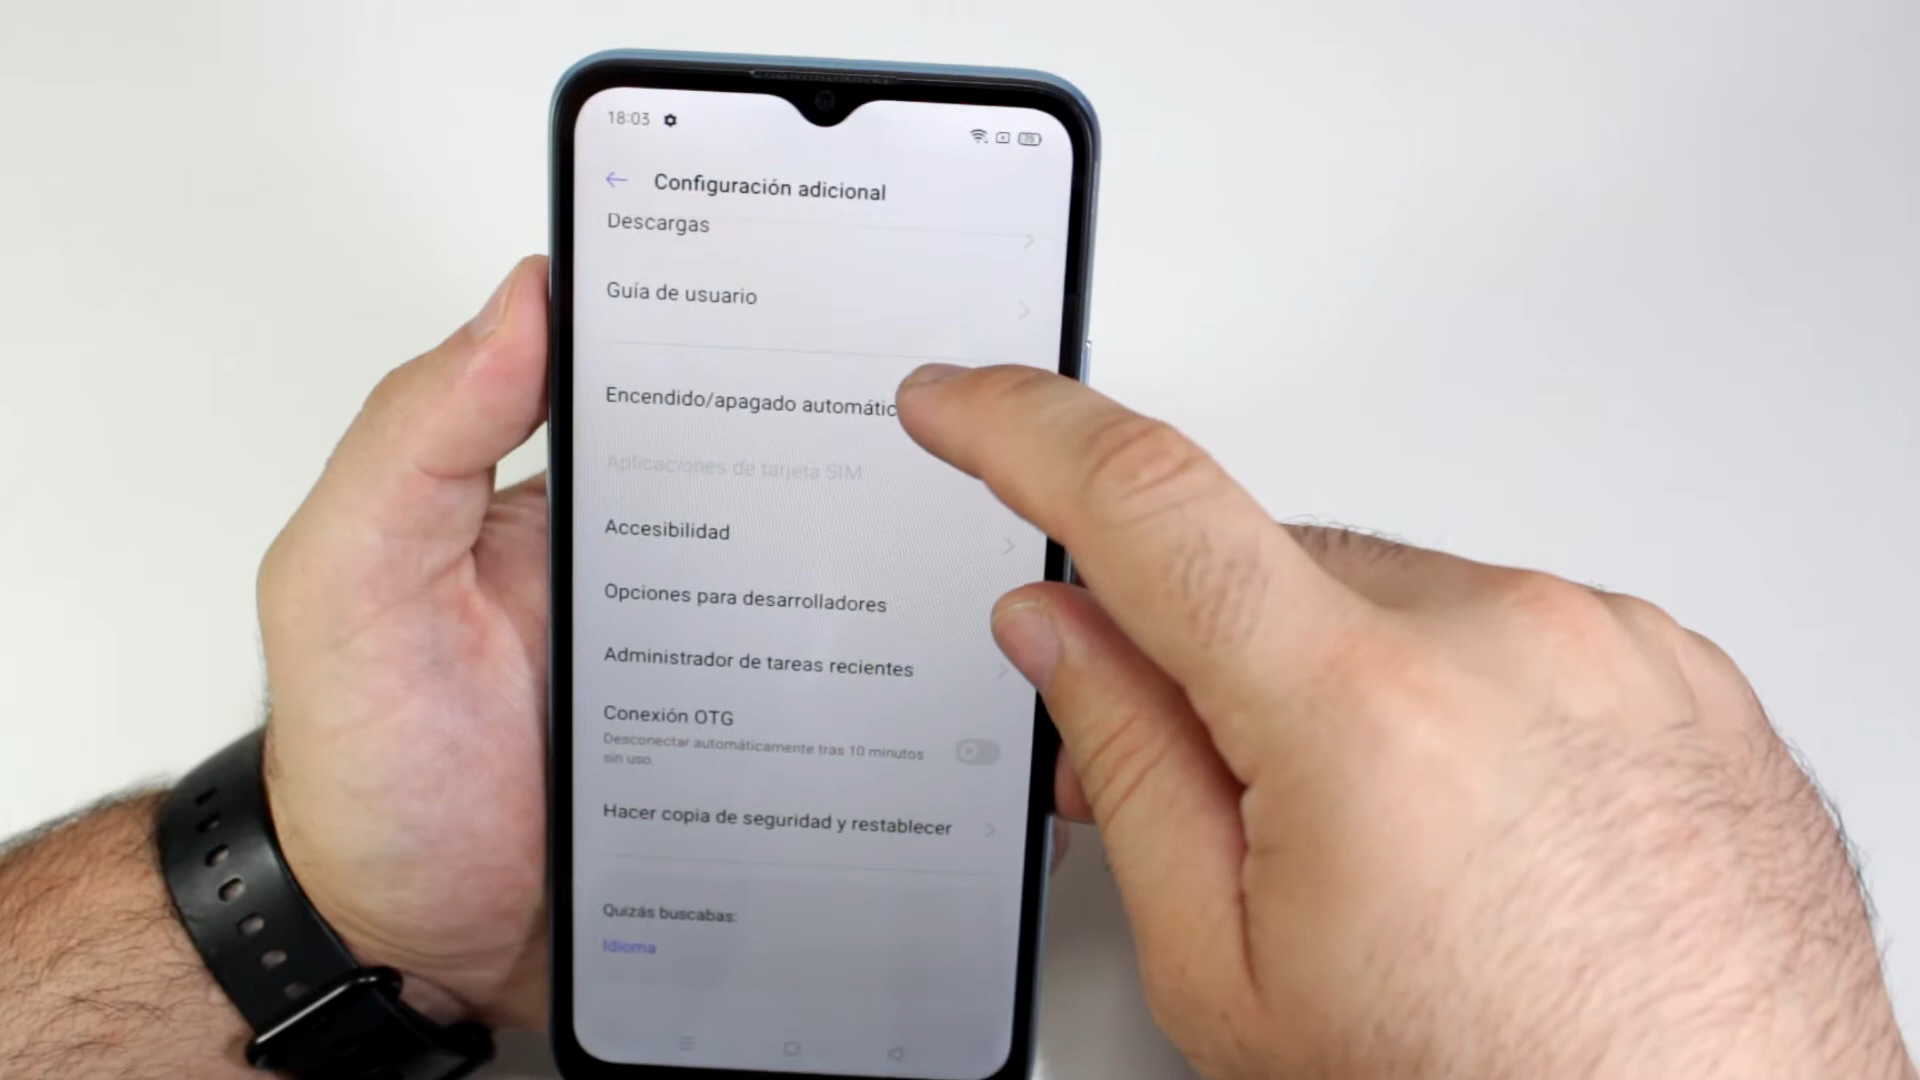 18:03
Configuración adicional
Descargas
Guía de usuario
Encendido/apagado automátic
Aplicaciones de tarjeta SIM
Accesibilidad
Opciones para desarrolladores
Administrador de tareas recientes
Conexión OTG
Desconectar automáticamente tras 10 minutos
sin uso.
Hacer copia de seguridad y restablecer
Quizás buscabas:
Idioma